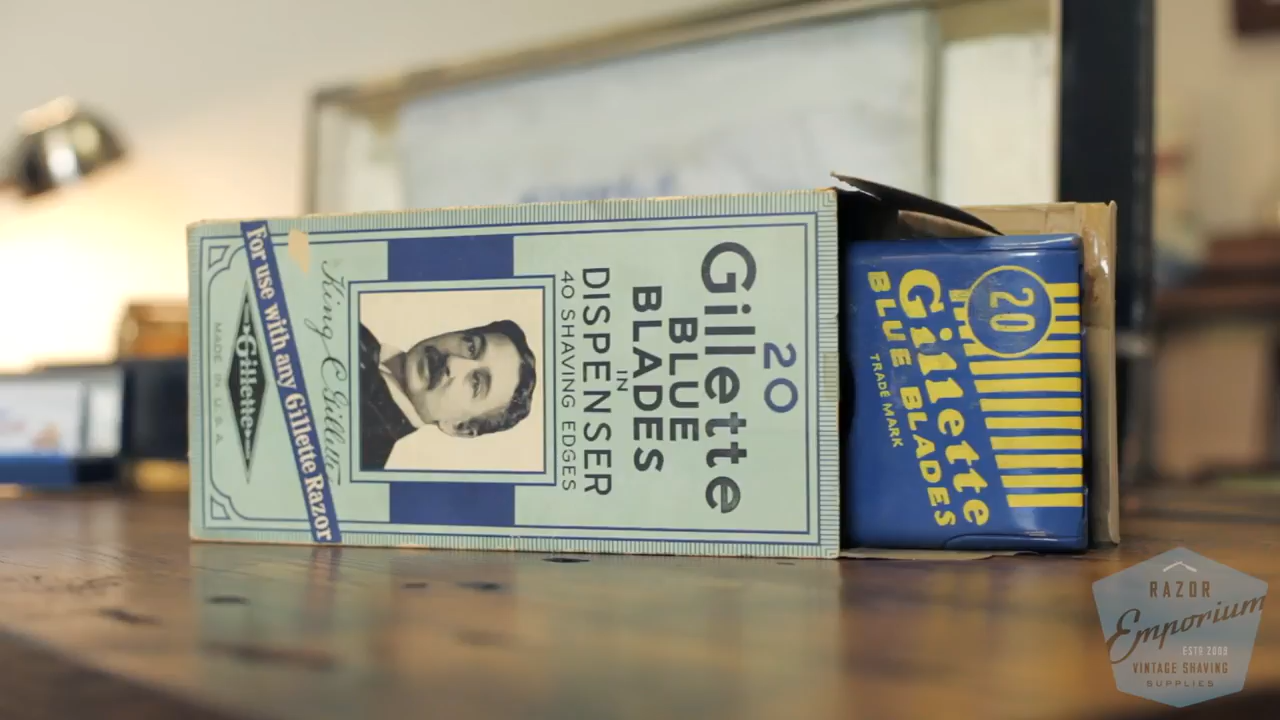 20
Gillette
BLUE
BLADES
IN
DISPENSER
40 SHAVING EDGES
King C. Gillette
For use with any Gillette Razor
Gillette
MADE IN U.S.A.
20
Gillette
BLUE BLADES
TRADE MARK
RAZOR
Emporium
ESTD 2009
VINTAGE SHAVING
SUPPLIES